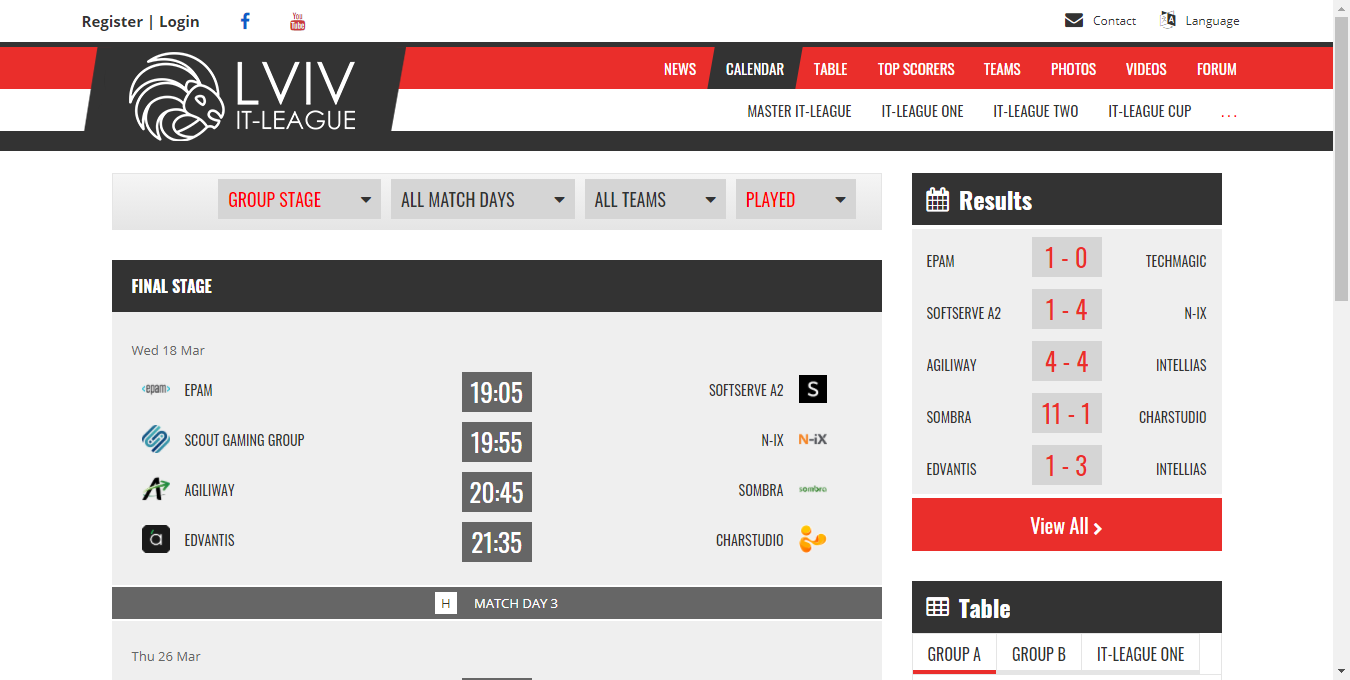 Register | Login
You Tube
Contact
Language
LVIV
IT-LEAGUE
NEWS
CALENDAR
TABLE
TOP SCORERS
TEAMS
PHOTOS
VIDEOS
FORUM
MASTER IT-LEAGUE
IT-LEAGUE ONE
IT-LEAGUE TWO
IT-LEAGUE CUP
...
GROUP STAGE
ALL MATCH DAYS
ALL TEAMS
PLAYED
FINAL STAGE
Wed 18 Mar
<epam> EPAM 19:05 SOFTSERVE A2 S
SCOUT GAMING GROUP 19:55 N-IX N-iX
AGILIWAY 20:45 SOMBRA sombra
a EDVANTIS 21:35 CHARSTUDIO
H MATCH DAY 3
Thu 26 Mar
Results
EPAM 1 - 0 TECHMAGIC
SOFTSERVE A2 1 - 4 N-IX
AGILIWAY 4 - 4 INTELLIAS
SOMBRA 11 - 1 CHARSTUDIO
EDVANTIS 1 - 3 INTELLIAS
View All
Table
GROUP A
GROUP B
IT-LEAGUE ONE